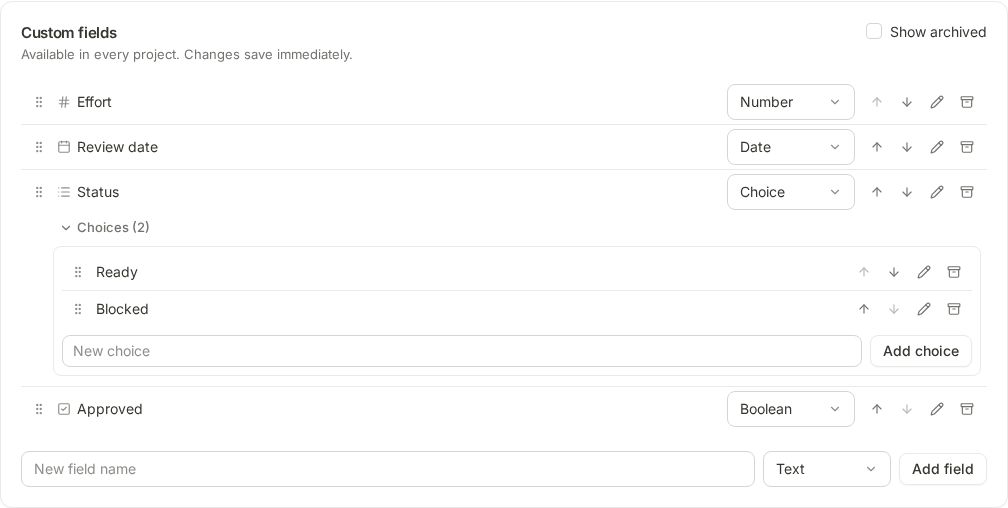 Custom fields
Show archived
Available in every project. Changes save immediately.
Effort
Number
Review date
Date
Status
Choice
Choices (2)
Ready
Blocked
New choice
Add choice
Approved
Boolean
New field name
Text
Add field